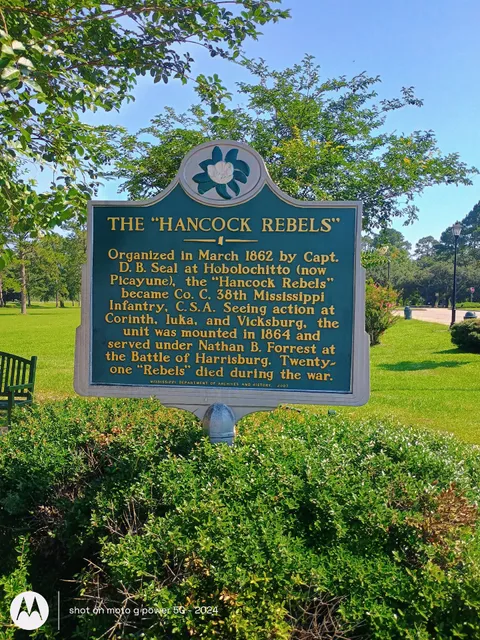 THE "HANCOCK REBELS"
Organized in March 1862 by Capt.
D. B. Seal at Hobolochitto (now
Picayune), the "Hancock Rebels"
became Co. C, 38th Mississippi
Infantry, C.S.A. Seeing action at
Corinth, Iuka, and Vicksburg, the
unit was mounted in 1864 and
served under Nathan B. Forrest at
the Battle of Harrisburg. Twenty-
one "Rebels" died during the war.
MISSISSIPPI DEPARTMENT OF ARCHIVES AND HISTORY, 2007
shot on moto g power 5G - 2024